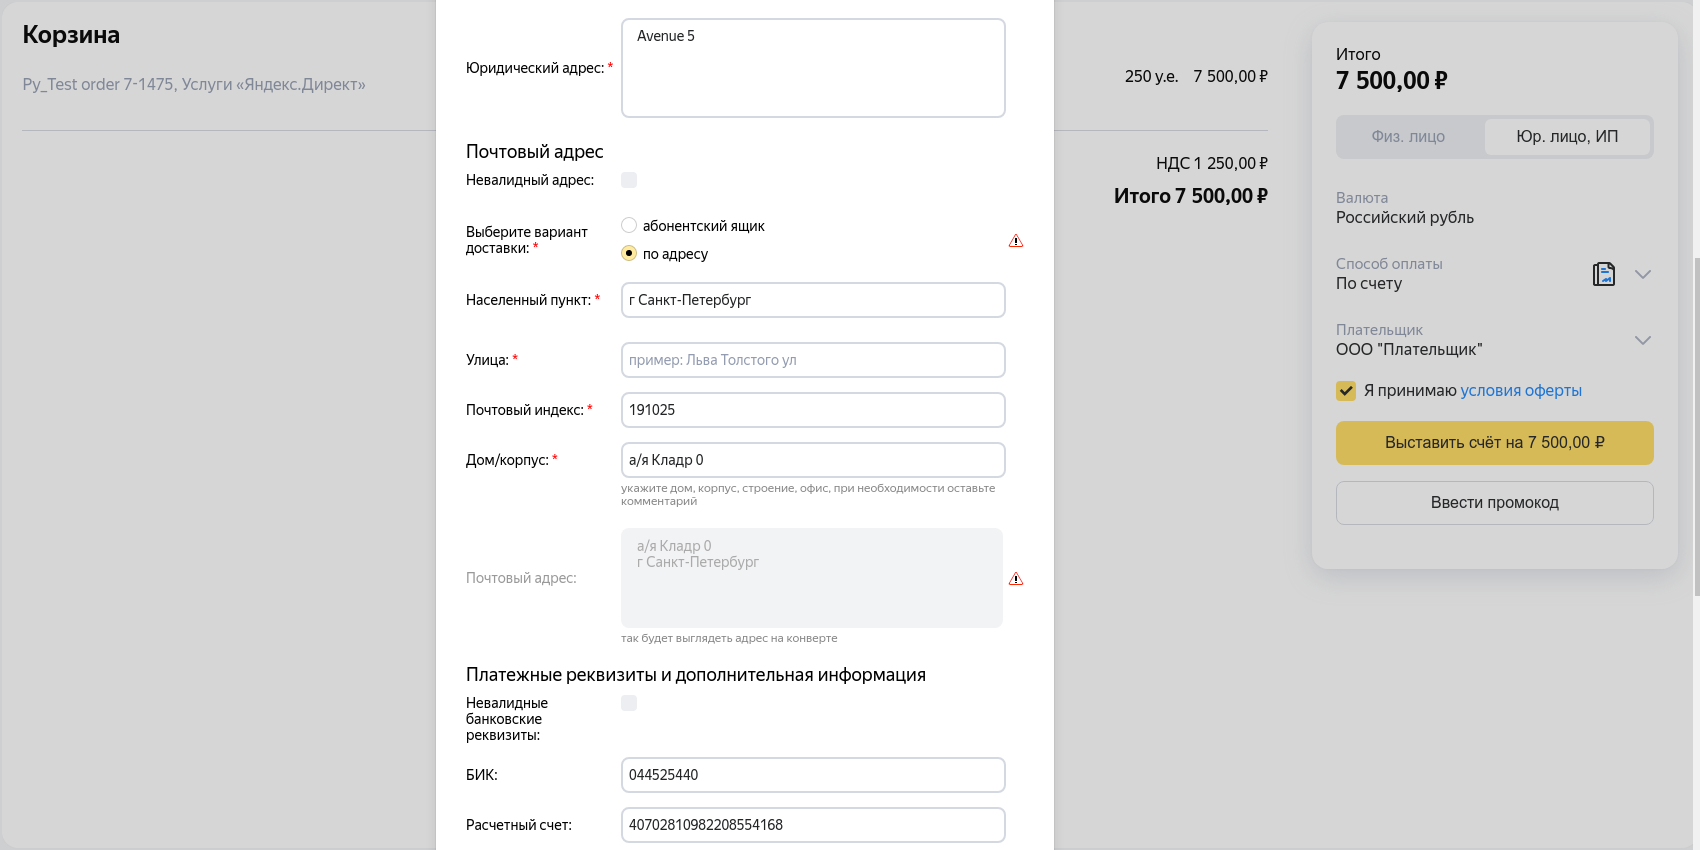 Корзина
Py_Test order 7-1475, Услуги «Яндекс.Директ»
Юридический адрес: *
Avenue 5
Почтовый адрес
Невалидный адрес:
Выберите вариант
доставки: *
абонентский ящик
по адресу
Населенный пункт: *
г Санкт-Петербург
Улица: *
пример: Льва Толстого ул
Почтовый индекс: *
191025
Дом/корпус: *
а/я Кладр 0
укажите дом, корпус, строение, офис, при необходимости оставьте
комментарий
Почтовый адрес:
а/я Кладр 0
г Санкт-Петербург
так будет выглядеть адрес на конверте
Платежные реквизиты и дополнительная информация
Невалидные
банковские
реквизиты:
БИК:
044525440
Расчетный счет:
40702810982208554168
250 у.е. 7 500,00 ₽
НДС 1 250,00 ₽
Итого 7 500,00 ₽
Итого
7 500,00 ₽
Физ. лицо
Юр. лицо, ИП
Валюта
Российский рубль
Способ оплаты
По счету
Плательщик
ООО "Плательщик"
Я принимаю условия оферты
Выставить счёт на 7 500,00 ₽
Ввести промокод